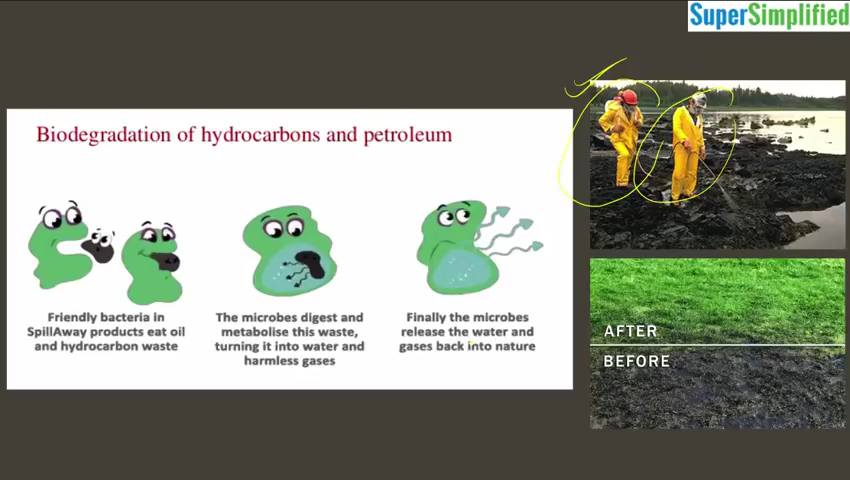 SuperSimplified
Biodegradation of hydrocarbons and petroleum
Friendly bacteria in
SpillAway products eat oil
and hydrocarbon waste
The microbes digest and
metabolise this waste,
turning it into water and
harmless gases
Finally the microbes
release the water and
gases back into nature
AFTER
BEFORE